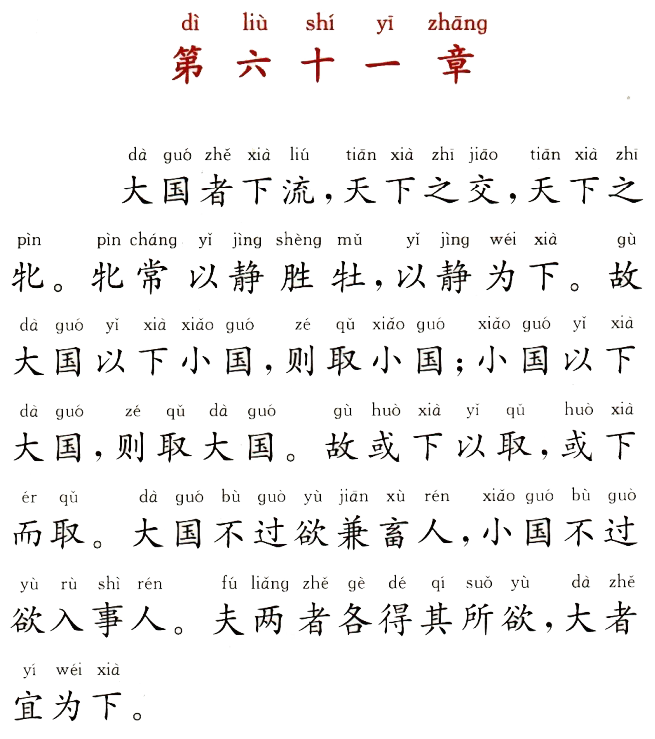 dì liù shí yī zhāng
第六十一章
dà guó zhě xià liú tiān xià zhī jiāo tiān xià zhī
大国者下流，天下之交，天下之
pìn pìn cháng yǐ jìng shèng mǔ yǐ jìng wéi xià gù
牝。牝常以静胜牡，以静为下。故
dà guó yǐ xià xiǎo guó zé qǔ xiǎo guó xiǎo guó yǐ xià
大国以下小国，则取小国；小国以下
dà guó zé qǔ dà guó gù huò xià yǐ qǔ huò xià
大国，则取大国。故或下以取，或下
ér qǔ dà guó bù guò yù jiān xù rén xiǎo guó bù guò
而取。大国不过欲兼畜人，小国不过
yù rù shì rén fú liǎng zhě gè dé qí suǒ yù dà zhě
欲入事人。夫两者各得其所欲，大者
yí wéi xià
宜为下。